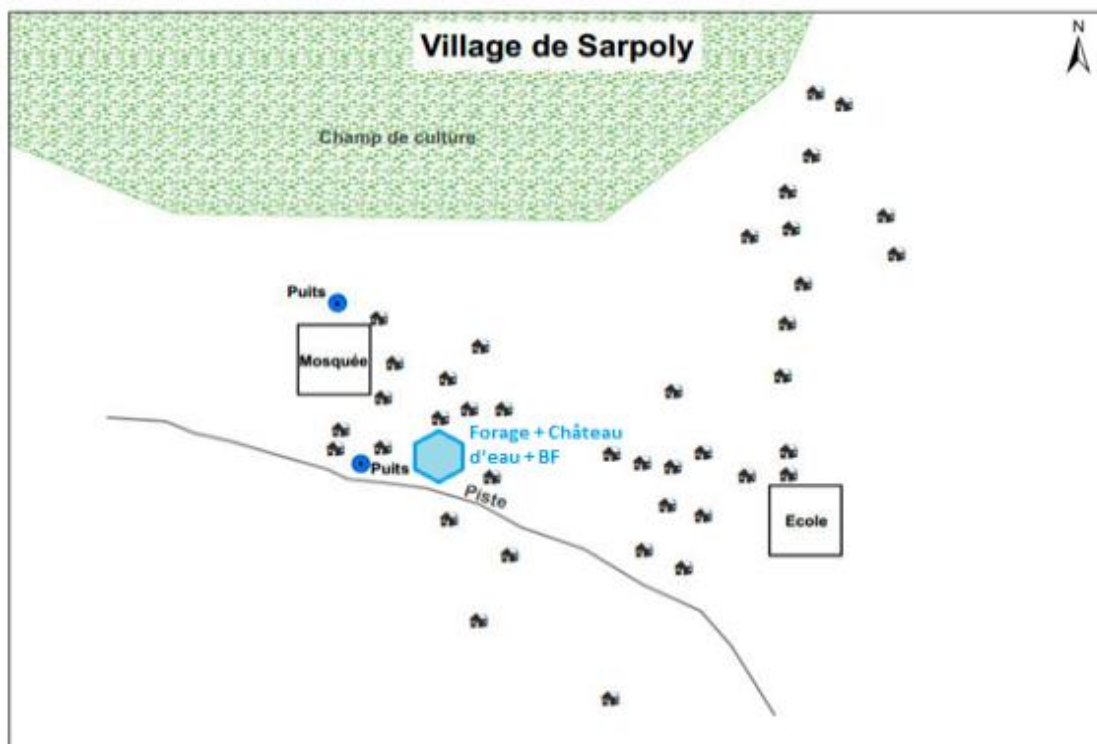 Village de Sarpoly
N
Champ de culture
Puits
Mosquée
Forage + Château
d'eau + BF
Puits
Piste
Ecole